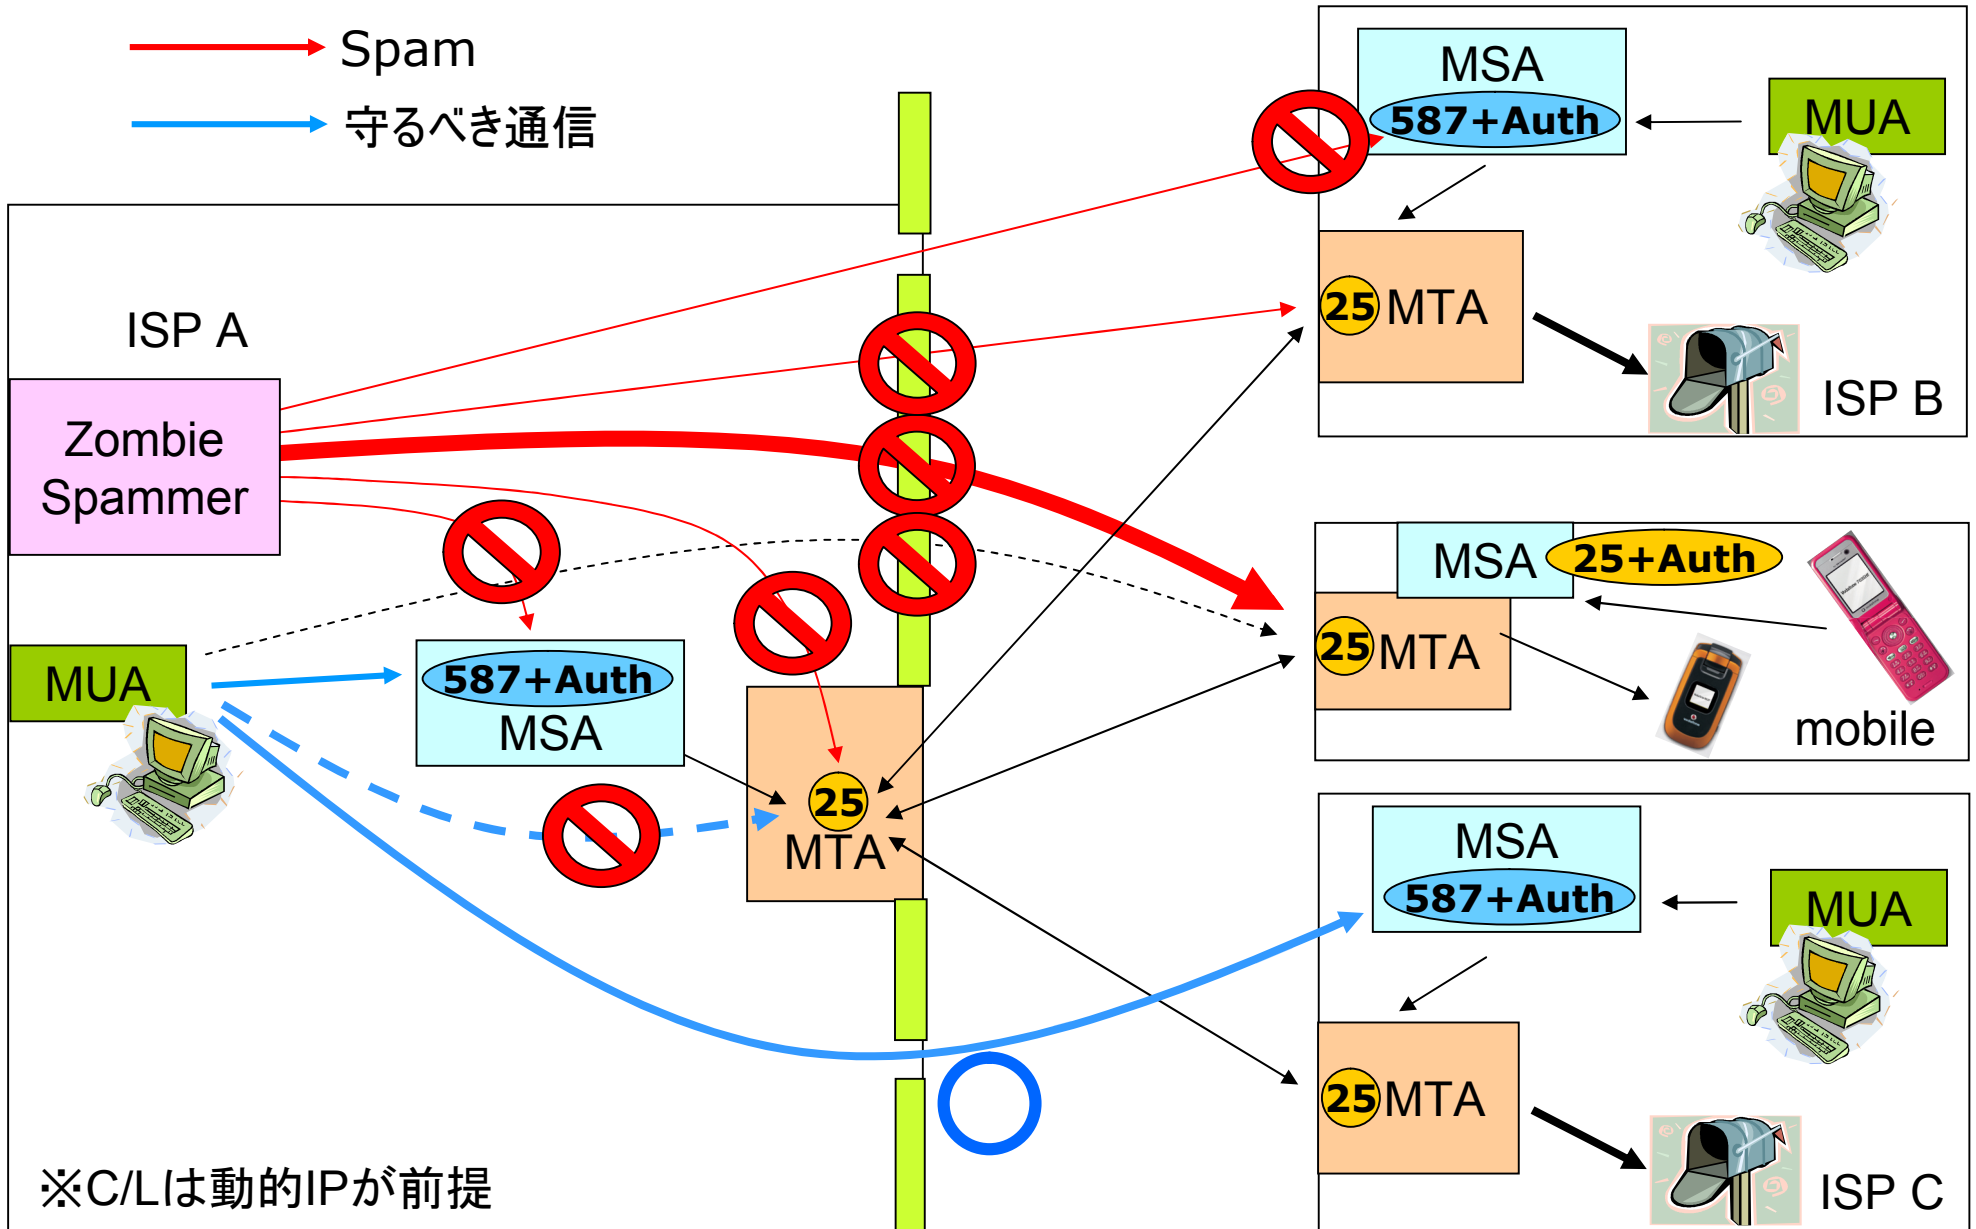 Spam
守るべき通信
ISP A
Zombie
Spammer
MUA
587+Auth
MSA
25
MTA
※C/Lは動的IPが前提
MSA
587+Auth
MUA
25
MTA
ISP B
MSA
25+Auth
25
MTA
mobile
MSA
587+Auth
MUA
25
MTA
ISP C